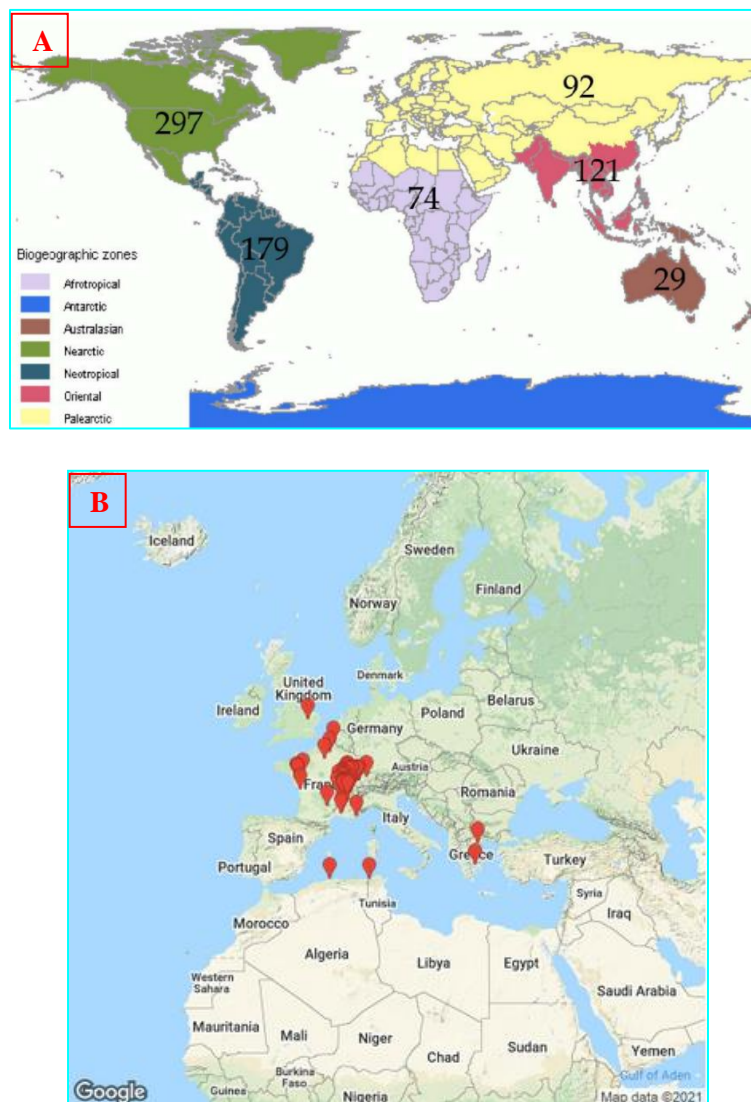 A
297
92
121
74
179
29
Biogeographic zones
Afrotropical
Antarctic
Australasian
Nearctic
Neotropical
Oriental
Palearctic
B
Iceland
Sweden
Finland
Norway
United
Kingdom
Denmark
Ireland
Belarus
Poland
Germany
Ukraine
Austria
France
Romania
Italy
Spain
Portugal
Greece
Turkey
Syria
Tunisia
Iraq
Morocco
Algeria
Libya
Egypt
Western
Sahara
Saudi Arabia
Mauritania
Mali
Niger
Chad
Sudan
Yemen
Burkina
Faso
Gulf of Aden
Guinea
Nigeria
Google
Map data ©2021